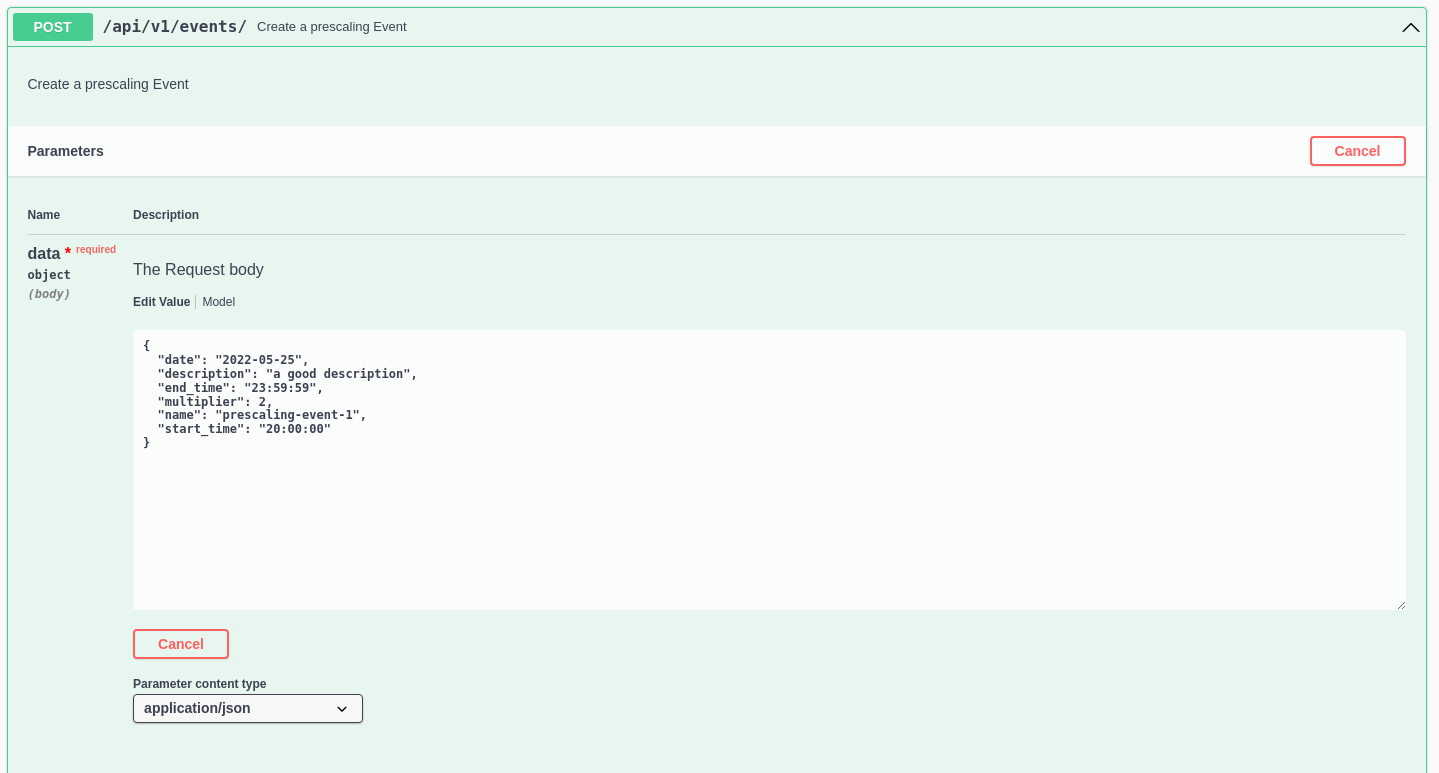 POST /api/v1/events/ Create a prescaling Event
Create a prescaling Event
Parameters Cancel
Name Description
data * required
object
(body)
The Request body
Edit Value Model
{
  "date": "2022-05-25",
  "description": "a good description",
  "end_time": "23:59:59",
  "multiplier": 2,
  "name": "prescaling-event-1",
  "start_time": "20:00:00"
}
Cancel
Parameter content type
application/json